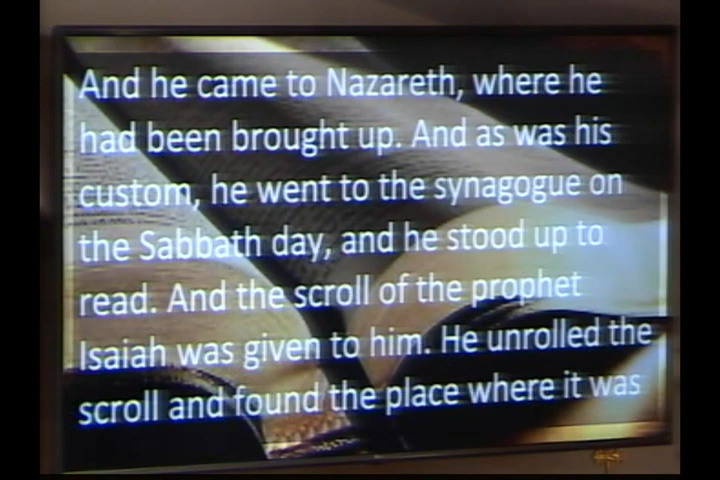 And he came to Nazareth, where he
had been brought up. And as was his
custom, he went to the synagogue on
the Sabbath day, and he stood up to
read. And the scroll of the prophet
Isaiah was given to him. He unrolled the
scroll and found the place where it was